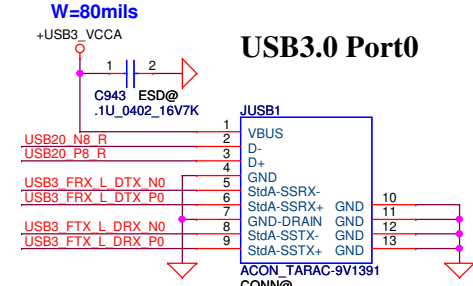 W=80mils
+USB3_VCCA
USB3.0 Port0
1 2
C943 ESD@
.1U_0402_16V7K
JUSB1
1 VBUS
USB20_N8_R 2 D-
USB20_P8_R 3 D+
4 GND
USB3_FRX_L_DTX_N0 5 StdA-SSRX-
USB3_FRX_L_DTX_P0 6 StdA-SSRX+ GND 10
7 GND-DRAIN GND 11
USB3_FTX_L_DRX_N0 8 StdA-SSTX- GND 12
USB3_FTX_L_DRX_P0 9 StdA-SSTX+ GND 13
ACON_TARAC-9V1391
CONN@